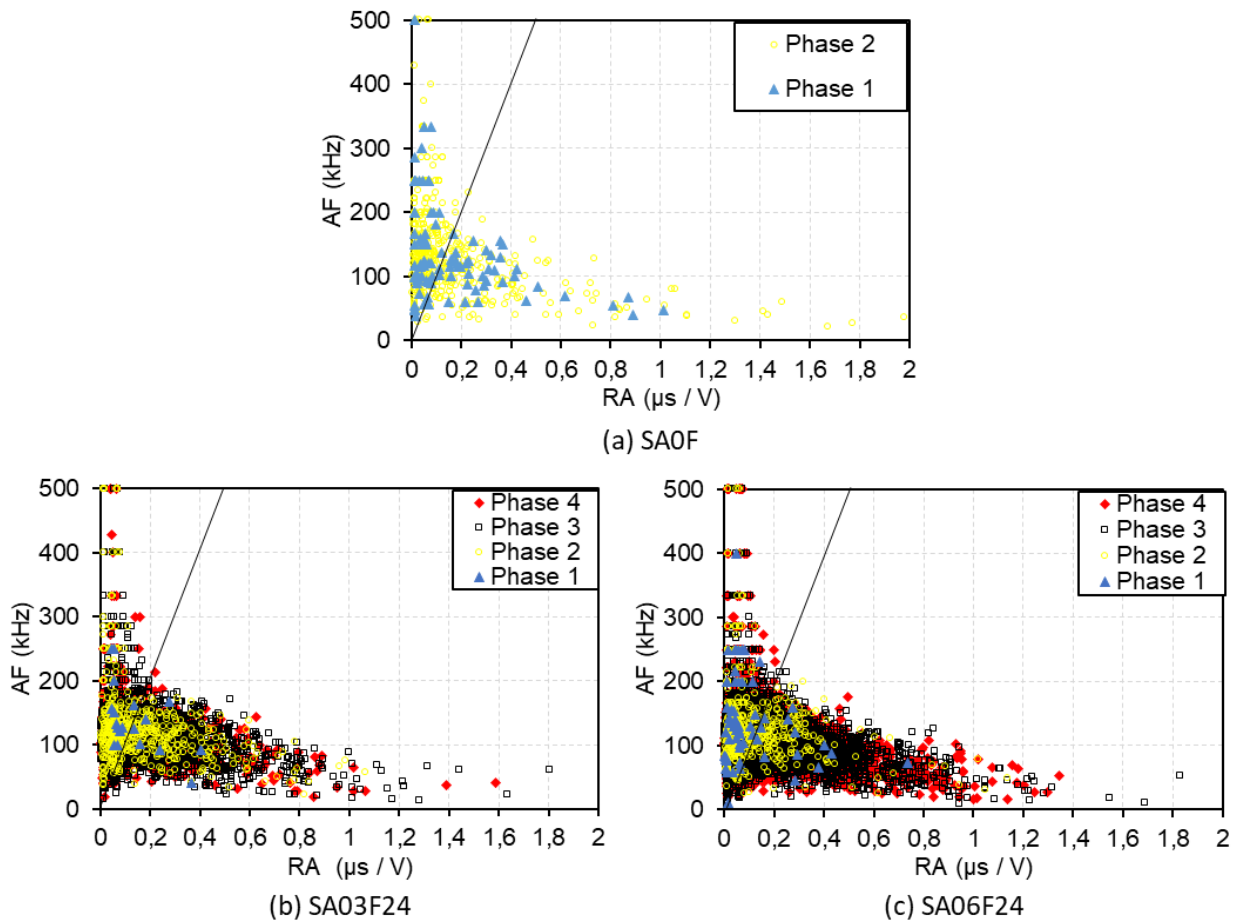 500
400
300
200
100
0
AF (kHz)
Phase 2
Phase 1
0 0,2 0,4 0,6 0,8 1 1,2 1,4 1,6 1,8 2
RA (µs / V)
(a) SA0F
500
400
300
200
100
0
AF (kHz)
Phase 4
Phase 3
Phase 2
Phase 1
0 0,2 0,4 0,6 0,8 1 1,2 1,4 1,6 1,8 2
RA (µs / V)
(b) SA03F24
500
400
300
200
100
0
AF (kHz)
Phase 4
Phase 3
Phase 2
Phase 1
0 0,2 0,4 0,6 0,8 1 1,2 1,4 1,6 1,8 2
RA (µs / V)
(c) SA06F24